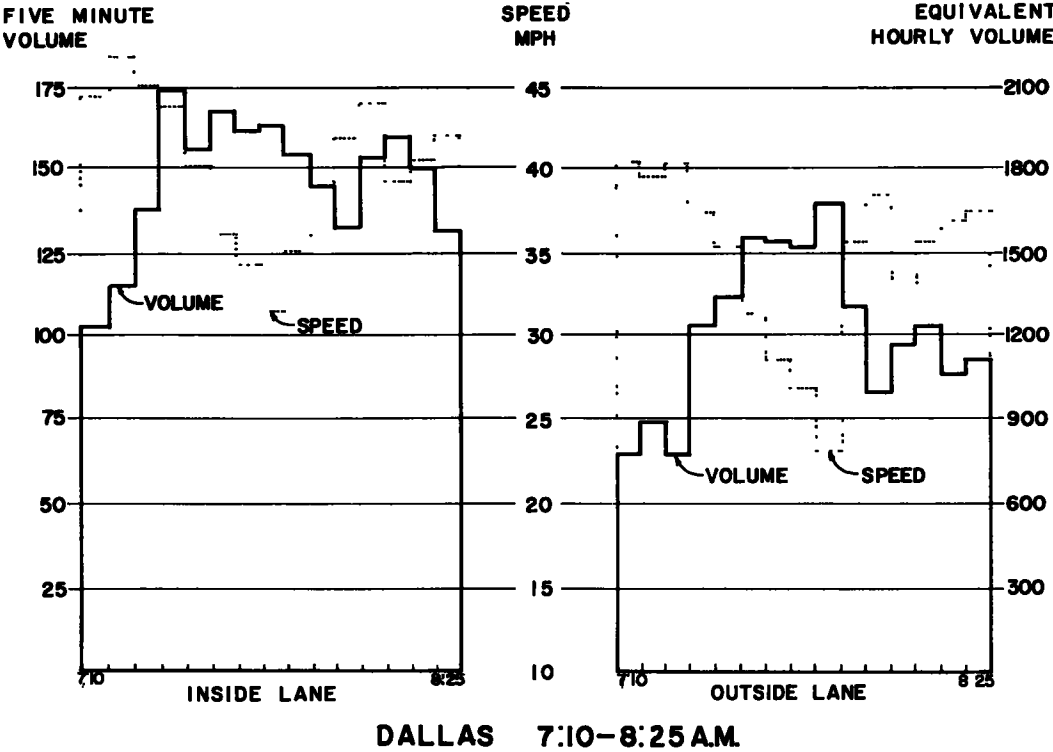 FIVE MINUTE
VOLUME
SPEED
MPH
EQUIVALENT
HOURLY VOLUME
175
45
2100
150
40
1800
125
35
1500
VOLUME
SPEED
100
30
1200
75
25
900
VOLUME
SPEED
50
20
600
25
15
300
10
7:10
8:25
7:10
8 25
INSIDE LANE
OUTSIDE LANE
DALLAS 7:10-8:25 A.M.